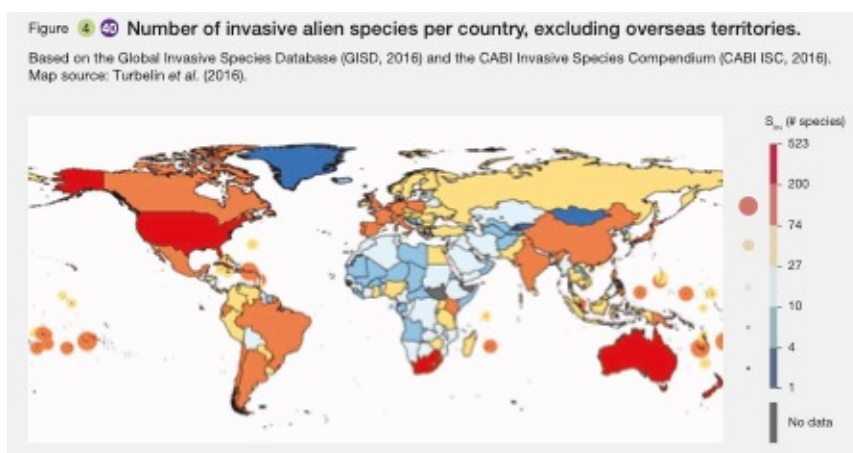 Figure 4 40 Number of invasive alien species per country, excluding overseas territories.
Based on the Global Invasive Species Database (GISD, 2016) and the CABI Invasive Species Compendium (CABI ISC, 2016).
Map source: Turbelin et al. (2016).
(# species)
523
200
74
27
10
4
1
No data